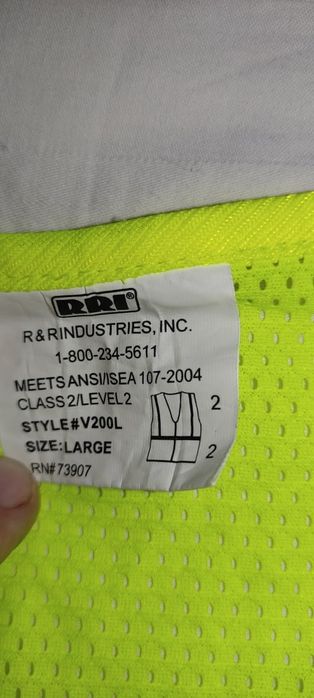 RRI®
R & R INDUSTRIES, INC.
1-800-234-5611
MEETS ANSI/ISEA 107-2004
CLASS 2/LEVEL 2
STYLE#V200L
SIZE: LARGE
RN# 73907
2
2